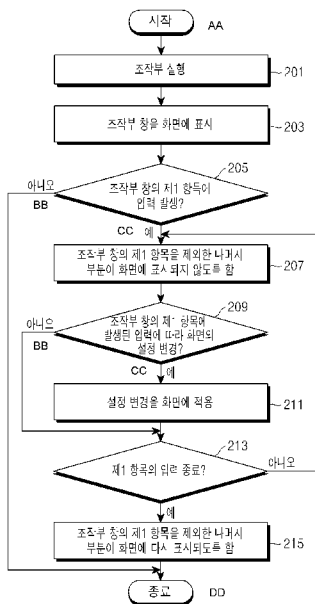 시작
AA
조작부 실행
201
조작부 창을 화면에 표시
203
205
조작부 창의 제1 항목에
입력 발생?
아니오
BB
CC 예
조작부 창의 제1 항목을 제외한 나머지
부분이 화면에 표시되지 않도록 함
207
209
조작부 창의 제1 항목에
발생된 입력에 따라 화면의
설정 변경?
아니오
BB
CC 예
설정 변경을 화면에 적용
211
213
제1 항목의 입력 종료?
아니오
예
조작부 창의 제1 항목을 제외한 나머지
부분이 화면에 다시 표시되도록 함
215
종료
DD